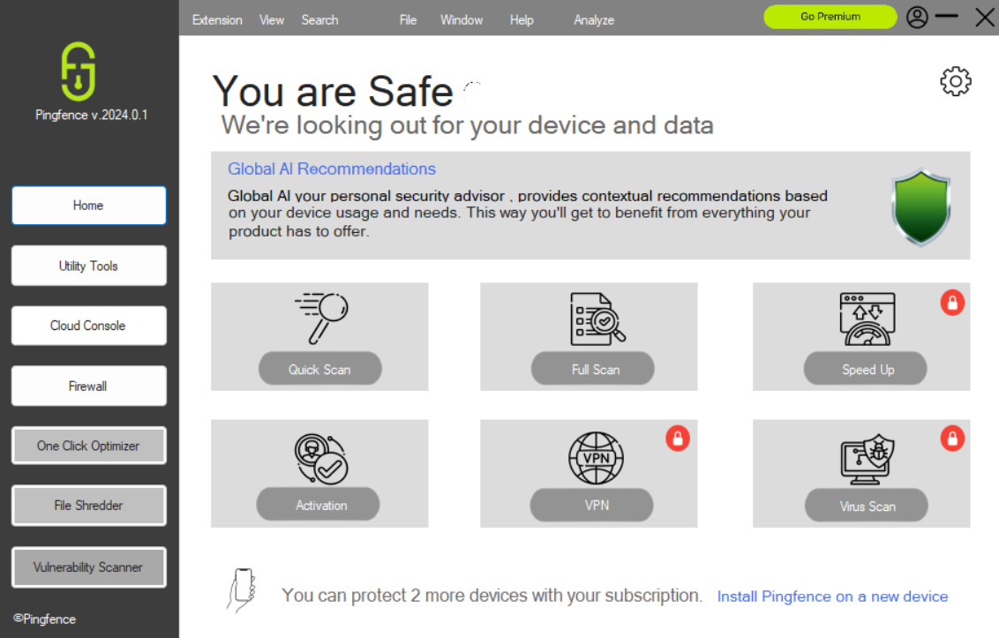 Extension View Search File Window Help Analyze Go Premium
Pingfence v.2024.0.1
You are Safe
We're looking out for your device and data
Global AI Recommendations
Global AI your personal security advisor , provides contextual recommendations based
on your device usage and needs. This way you'll get to benefit from everything your
product has to offer.
Home
Utility Tools
Cloud Console
Firewall
One Click Optimizer
File Shredder
Vulnerability Scanner
©Pingfence
Quick Scan
Full Scan
Speed Up
Activation
VPN
VPN
Virus Scan
You can protect 2 more devices with your subscription. Install Pingfence on a new device